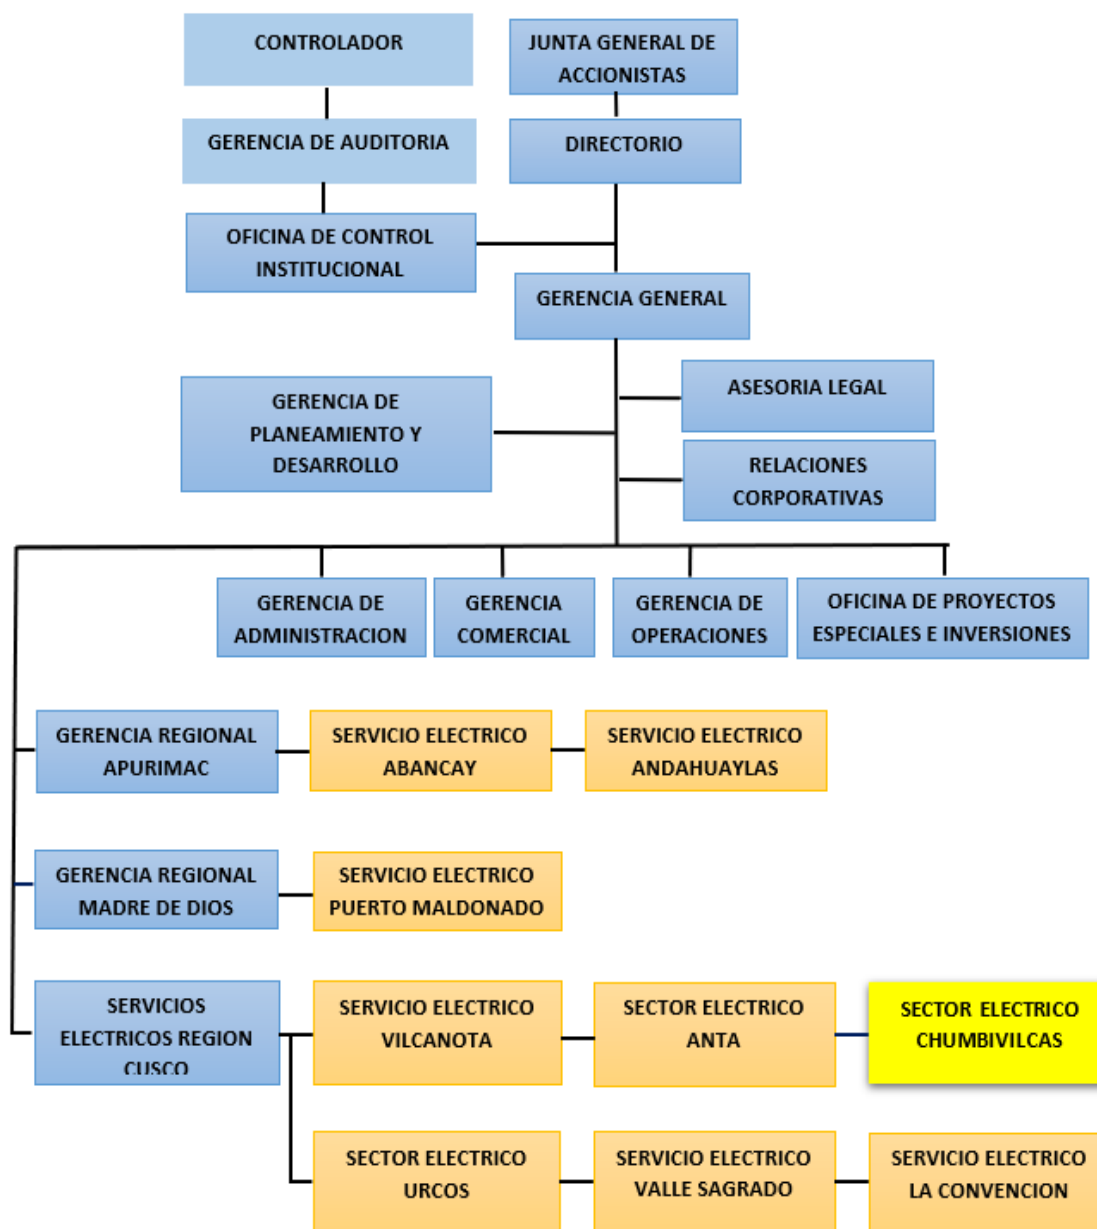 CONTROLADOR
JUNTA GENERAL DE
ACCIONISTAS
GERENCIA DE AUDITORIA
DIRECTORIO
OFICINA DE CONTROL
INSTITUCIONAL
GERENCIA GENERAL
GERENCIA DE
PLANEAMIENTO Y
DESARROLLO
ASESORIA LEGAL
RELACIONES
CORPORATIVAS
GERENCIA DE
ADMINISTRACION
GERENCIA
COMERCIAL
GERENCIA DE
OPERACIONES
OFICINA DE PROYECTOS
ESPECIALES E INVERSIONES
GERENCIA REGIONAL
APURIMAC
SERVICIO ELECTRICO
ABANCAY
SERVICIO ELECTRICO
ANDAHUAYLAS
GERENCIA REGIONAL
MADRE DE DIOS
SERVICIO ELECTRICO
PUERTO MALDONADO
SERVICIOS
ELECTRICOS REGION
CUSCO
SERVICIO ELECTRICO
VILCANOTA
SECTOR ELECTRICO
ANTA
SECTOR ELECTRICO
CHUMBIVILCAS
SECTOR ELECTRICO
URCOS
SERVICIO ELECTRICO
VALLE SAGRADO
SERVICIO ELECTRICO
LA CONVENCION